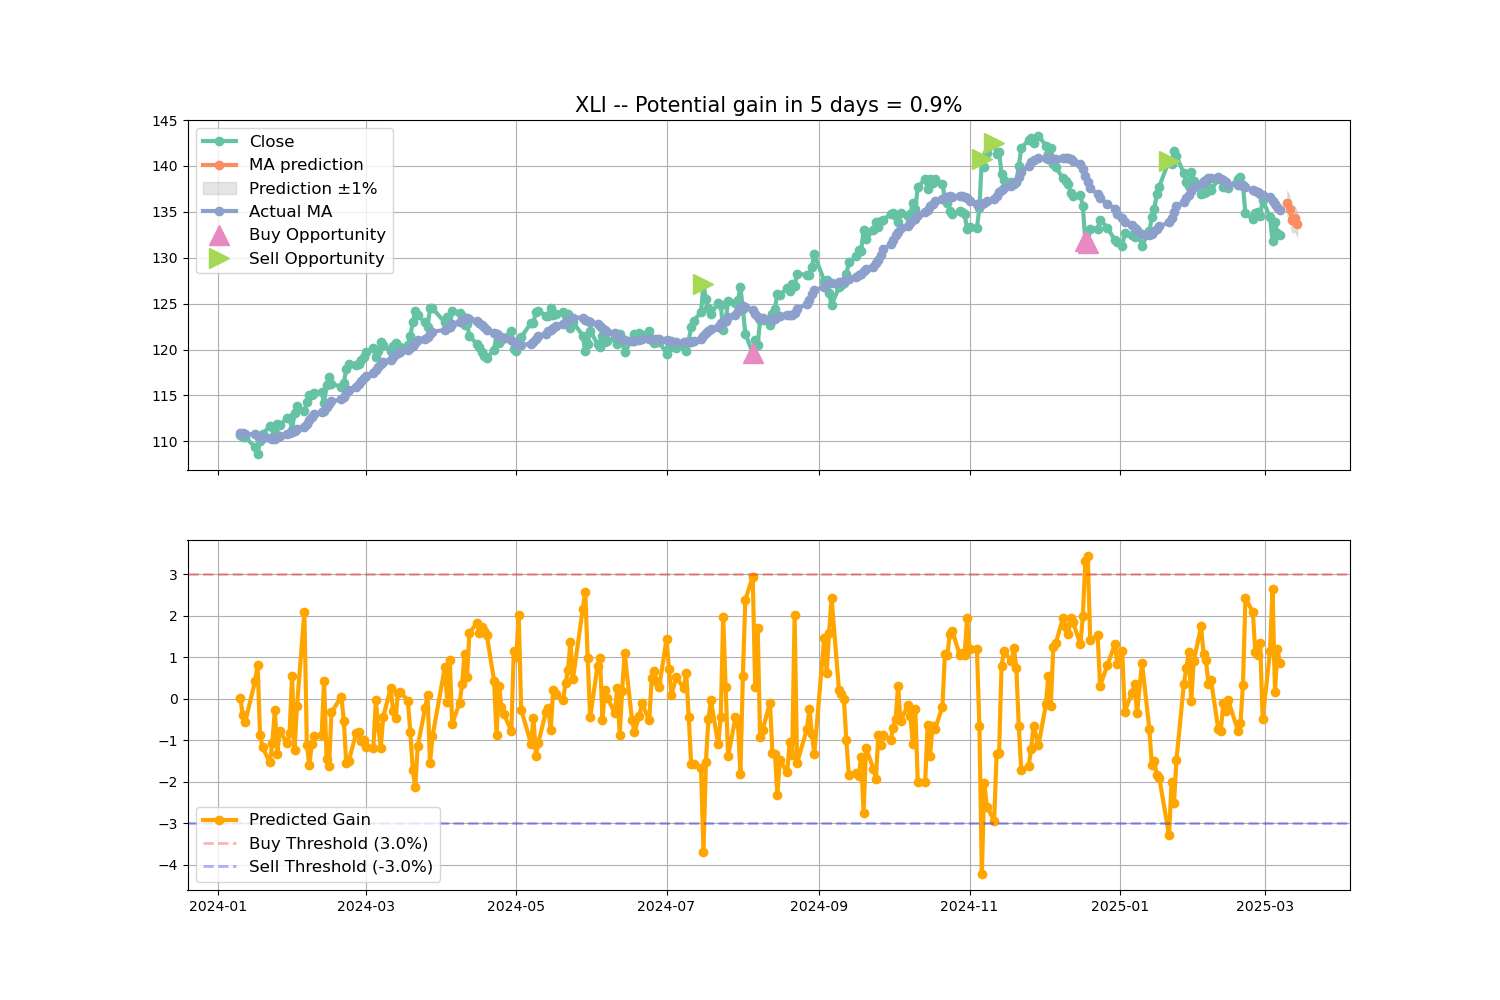 XLI -- Potential gain in 5 days = 0.9%
145
140
135
130
125
120
115
110
Close
MA prediction
Prediction ±1%
Actual MA
Buy Opportunity
Sell Opportunity
3
2
1
0
−1
−2
−3
−4
Predicted Gain
Buy Threshold (3.0%)
Sell Threshold (-3.0%)
2024-01
2024-03
2024-05
2024-07
2024-09
2024-11
2025-01
2025-03